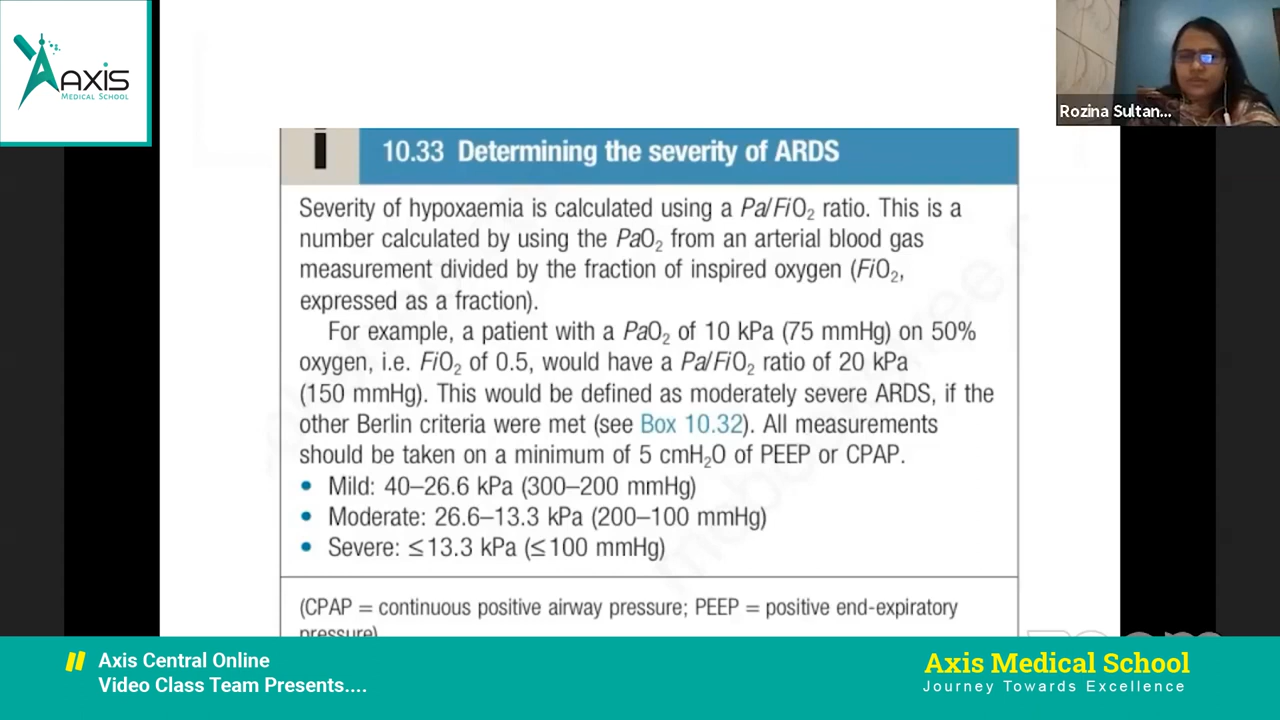 AXIS
MEDICAL SCHOOL
Rozina Sultan...
i
10.33 Determining the severity of ARDS
Severity of hypoxaemia is calculated using a Pa/FiO₂ ratio. This is a
number calculated by using the PaO₂ from an arterial blood gas
measurement divided by the fraction of inspired oxygen (FiO₂,
expressed as a fraction).
For example, a patient with a PaO₂ of 10 kPa (75 mmHg) on 50%
oxygen, i.e. FiO₂ of 0.5, would have a Pa/FiO₂ ratio of 20 kPa
(150 mmHg). This would be defined as moderately severe ARDS, if the
other Berlin criteria were met (see Box 10.32). All measurements
should be taken on a minimum of 5 cmH₂O of PEEP or CPAP.
• Mild: 40–26.6 kPa (300–200 mmHg)
• Moderate: 26.6–13.3 kPa (200–100 mmHg)
• Severe: ≤13.3 kPa (≤100 mmHg)
(CPAP = continuous positive airway pressure; PEEP = positive end-expiratory
pressure)
Axis Central Online
Video Class Team Presents....
Axis Medical School
Journey Towards Excellence